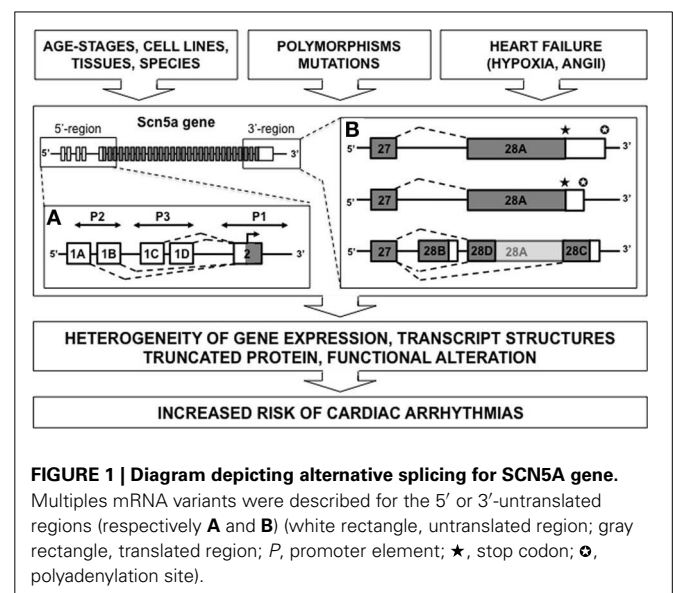 AGE-STAGES, CELL LINES,
TISSUES, SPECIES
POLYMORPHISMS
MUTATIONS
HEART FAILURE
(HYPOXIA, ANGII)
5'-region
Scn5a gene
3'-region
5'
3'
A
P2
P3
P1
5'
1A
1B
1C
1D
2
3'
B
5'
27
28A
★
✪
3'
5'
27
28A
★
✪
3'
5'
27
28B
28D
28A
28C
3'
HETEROGENEITY OF GENE EXPRESSION, TRANSCRIPT STRUCTURES
TRUNCATED PROTEIN, FUNCTIONAL ALTERATION
INCREASED RISK OF CARDIAC ARRHYTHMIAS
FIGURE 1 | Diagram depicting alternative splicing for SCN5A gene.
Multiples mRNA variants were described for the 5′ or 3′-untranslated
regions (respectively A and B) (white rectangle, untranslated region; gray
rectangle, translated region; P, promoter element; ★, stop codon; ✪,
polyadenylation site).